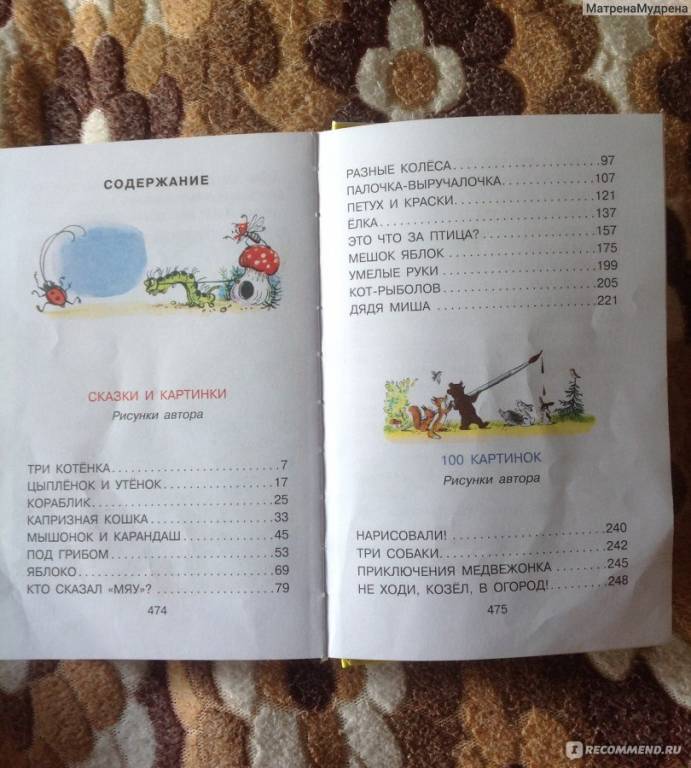 МатренаМудрена
СОДЕРЖАНИЕ
СКАЗКИ И КАРТИНКИ
Рисунки автора
ТРИ КОТЁНКА 7
ЦЫПЛЁНОК И УТЁНОК 17
КОРАБЛИК 25
КАПРИЗНАЯ КОШКА 33
МЫШОНОК И КАРАНДАШ 45
ПОД ГРИБОМ 53
ЯБЛОКО 69
КТО СКАЗАЛ «МЯУ»? 79
474
РАЗНЫЕ КОЛЁСА 97
ПАЛОЧКА-ВЫРУЧАЛОЧКА 107
ПЕТУХ И КРАСКИ 121
ЁЛКА 137
ЭТО ЧТО ЗА ПТИЦА? 157
МЕШОК ЯБЛОК 175
УМЕЛЫЕ РУКИ 199
КОТ-РЫБОЛОВ 205
ДЯДЯ МИША 221
100 КАРТИНОК
Рисунки автора
НАРИСОВАЛИ! 240
ТРИ СОБАКИ 242
ПРИКЛЮЧЕНИЯ МЕДВЕЖОНКА 245
НЕ ХОДИ, КОЗЁЛ, В ОГОРОД! 248
475
RECOMMEND.RU